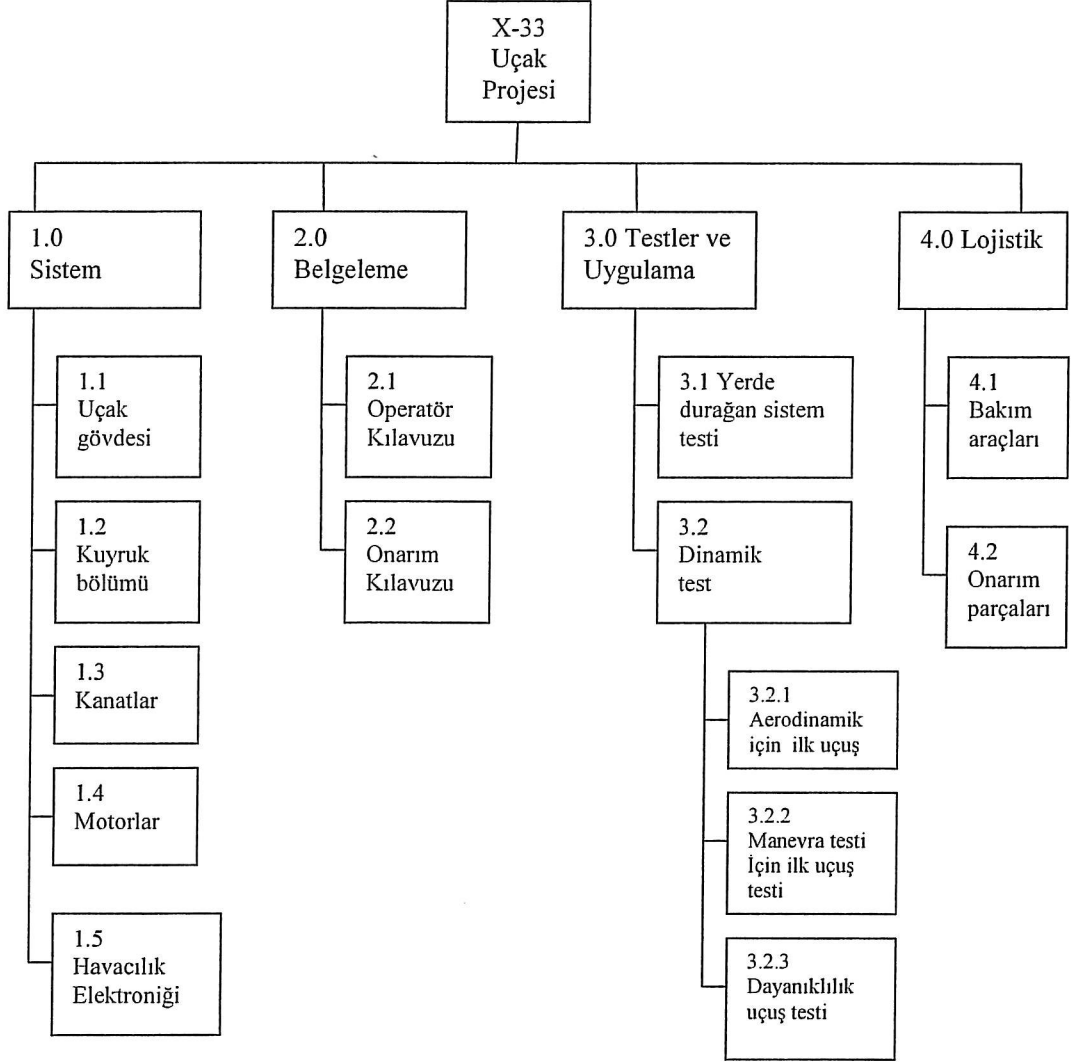 X-33
Uçak
Projesi
1.0
Sistem
2.0
Belgeleme
3.0 Testler ve
Uygulama
4.0 Lojistik
1.1
Uçak
gövdesi
1.2
Kuyruk
bölümü
1.3
Kanatlar
1.4
Motorlar
1.5
Havacılık
Elektroniği
2.1
Operatör
Kılavuzu
2.2
Onarım
Kılavuzu
3.1 Yerde
durağan sistem
testi
3.2
Dinamik
test
3.2.1
Aerodinamik
için ilk uçuş
3.2.2
Manevra testi
İçin ilk uçuş
testi
3.2.3
Dayanıklılık
uçuş testi
4.1
Bakım
araçları
4.2
Onarım
parçaları